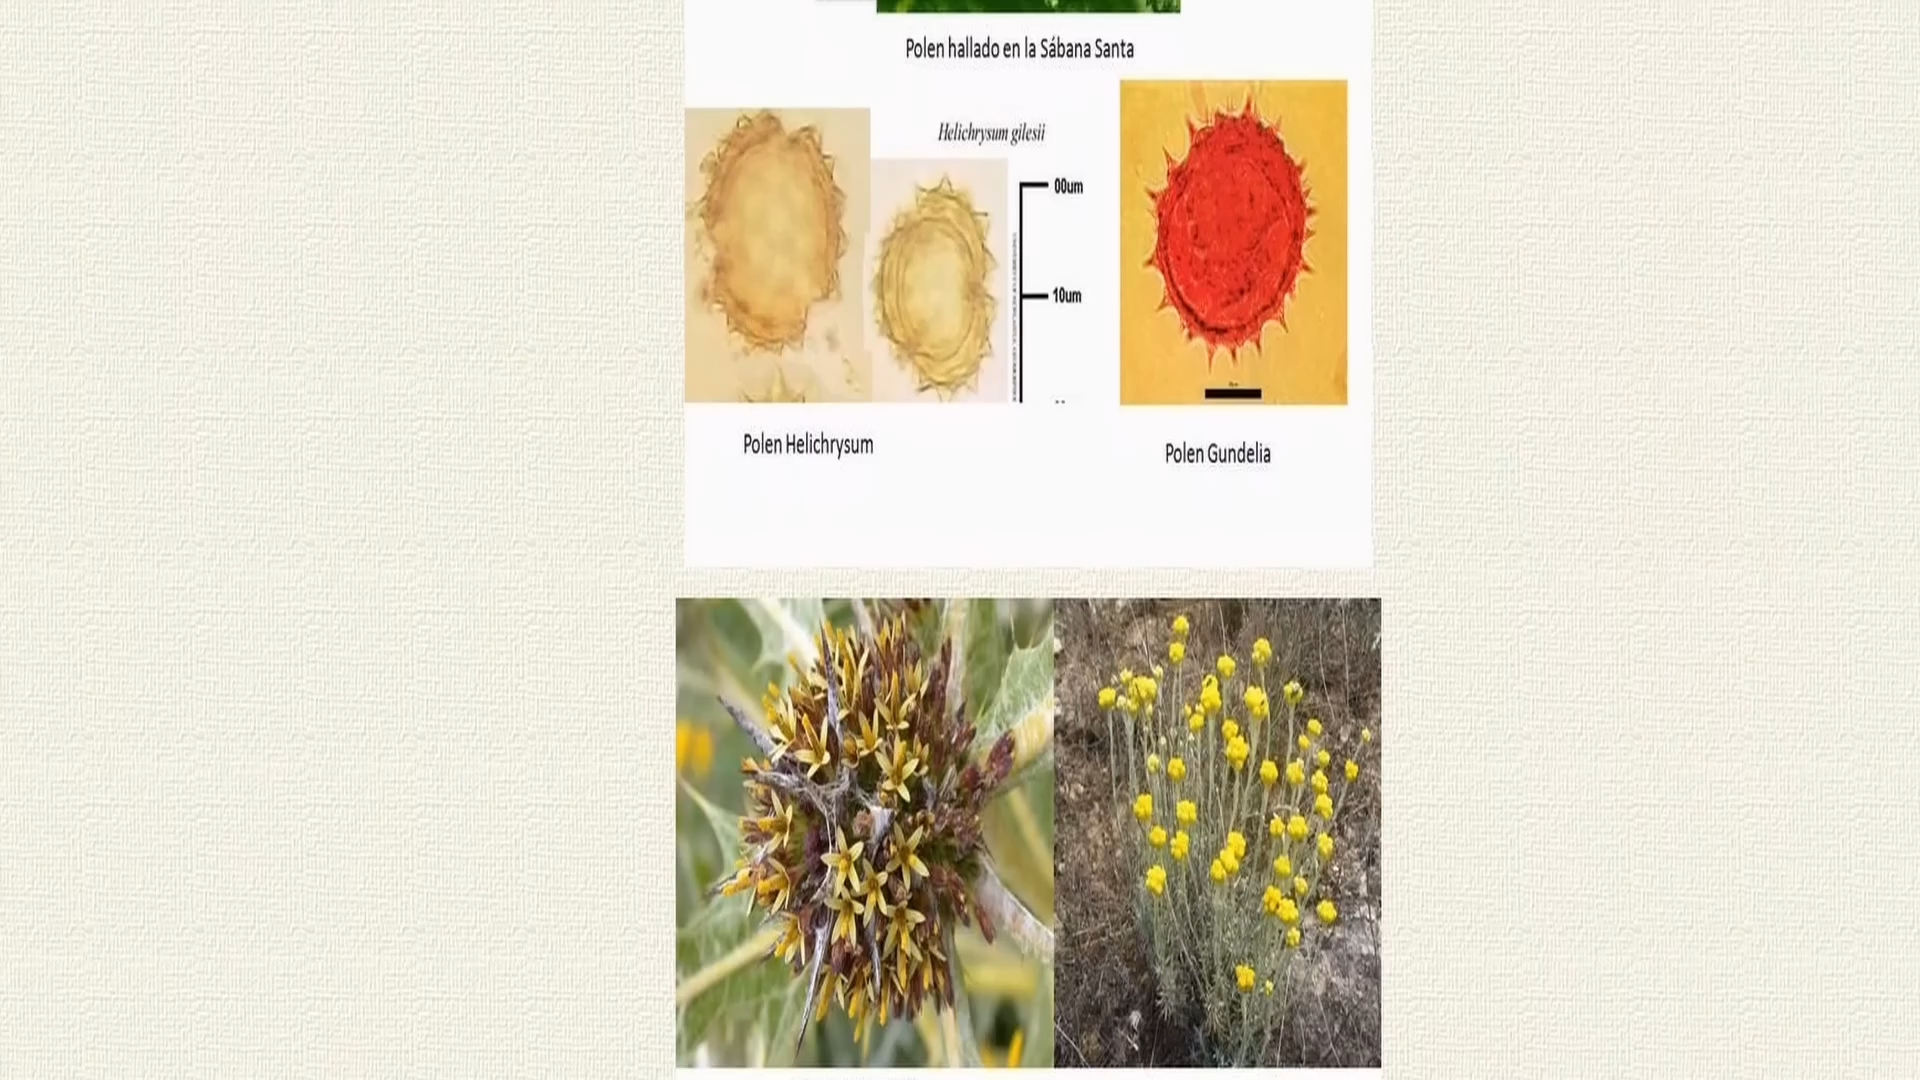 Polen hallado en la Sábana Santa
Helichrysum gilesii
00um
10um
Polen Helichrysum
Polen Gundelia